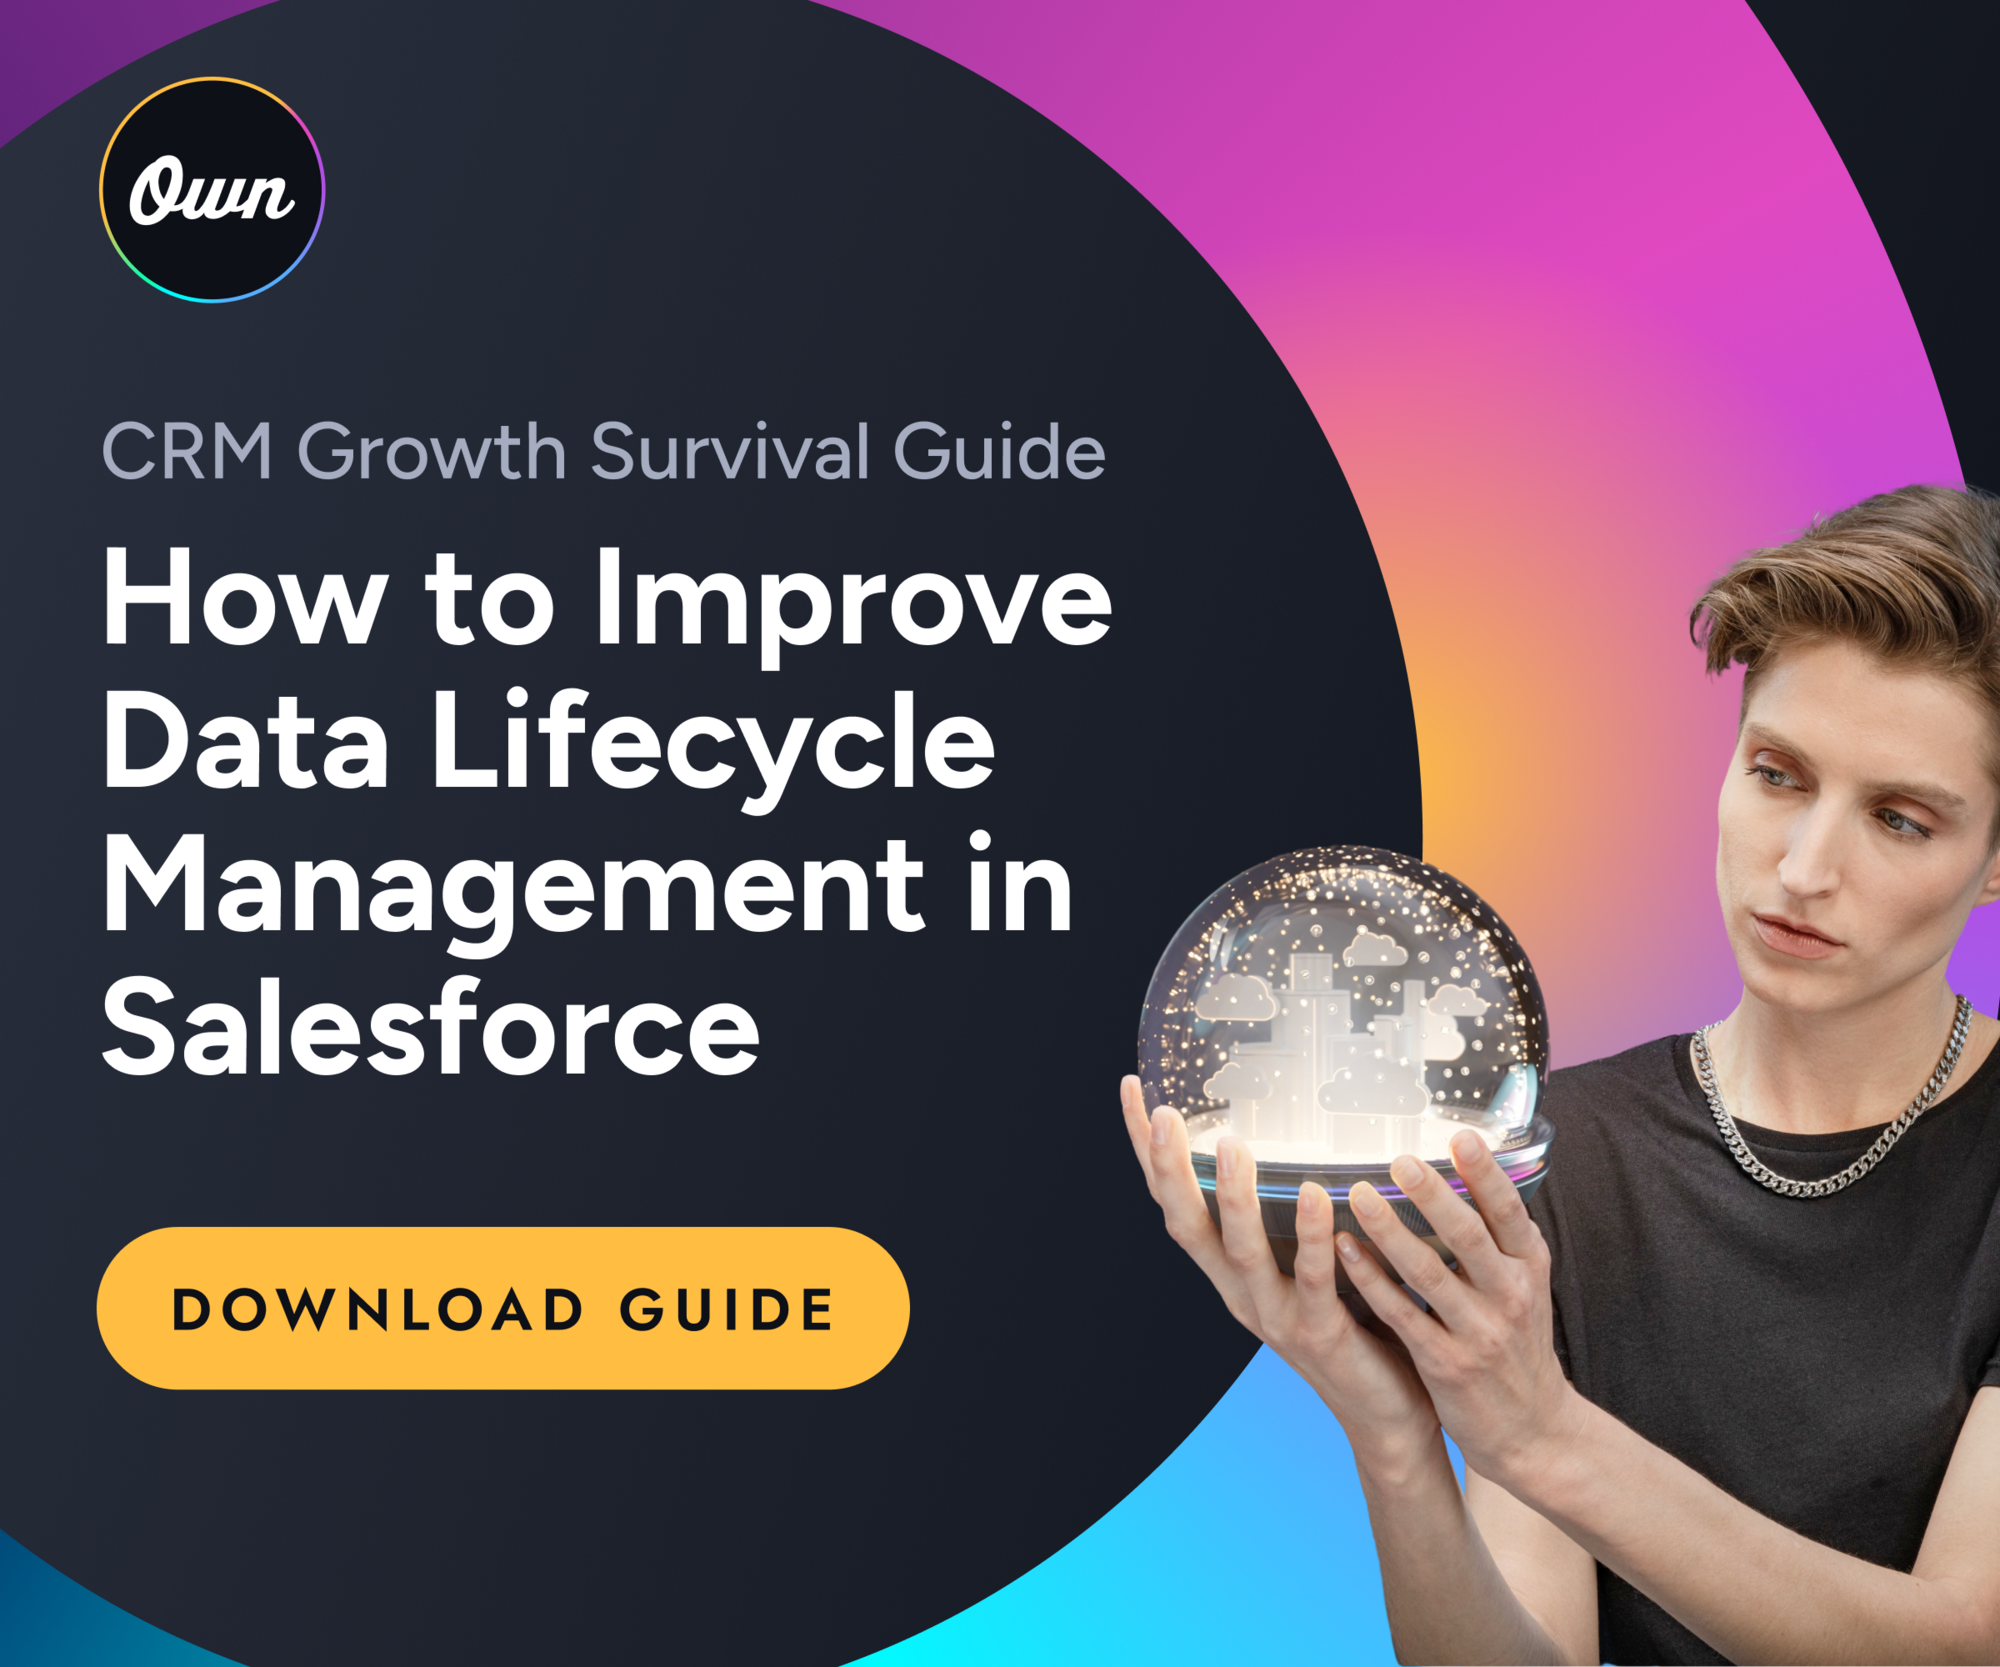 Own
CRM Growth Survival Guide
How to Improve
Data Lifecycle
Management in
Salesforce
DOWNLOAD GUIDE